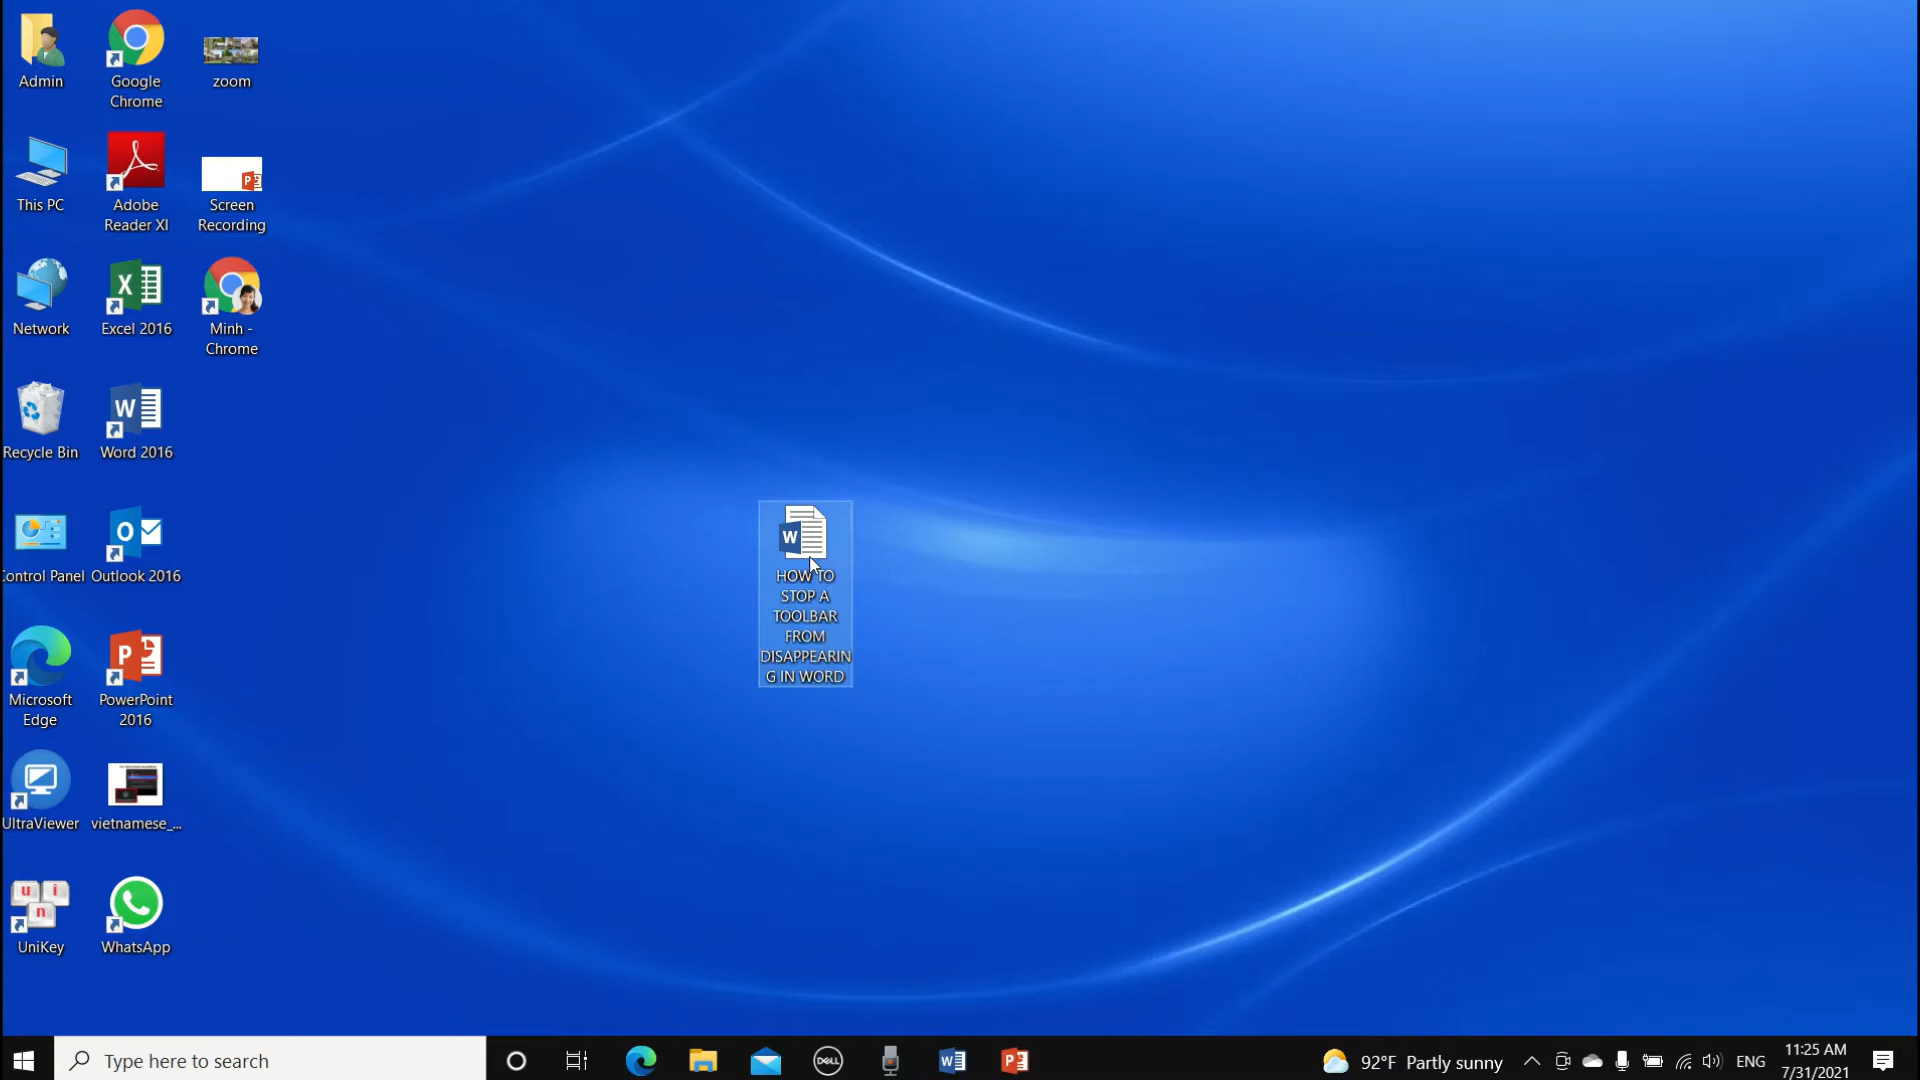 Admin
Google
Chrome
zoom
This PC
Adobe
Reader XI
Screen
Recording
Network
Excel 2016
Minh -
Chrome
Recycle Bin
Word 2016
Control Panel
Outlook 2016
Microsoft
Edge
PowerPoint
2016
UltraViewer
vietnamese_...
UniKey
WhatsApp
HOW TO
STOP A
TOOLBAR
FROM
DISAPPEARIN
G IN WORD
Type here to search
DELL
92°F Partly sunny
ENG
11:25 AM
7/31/2021